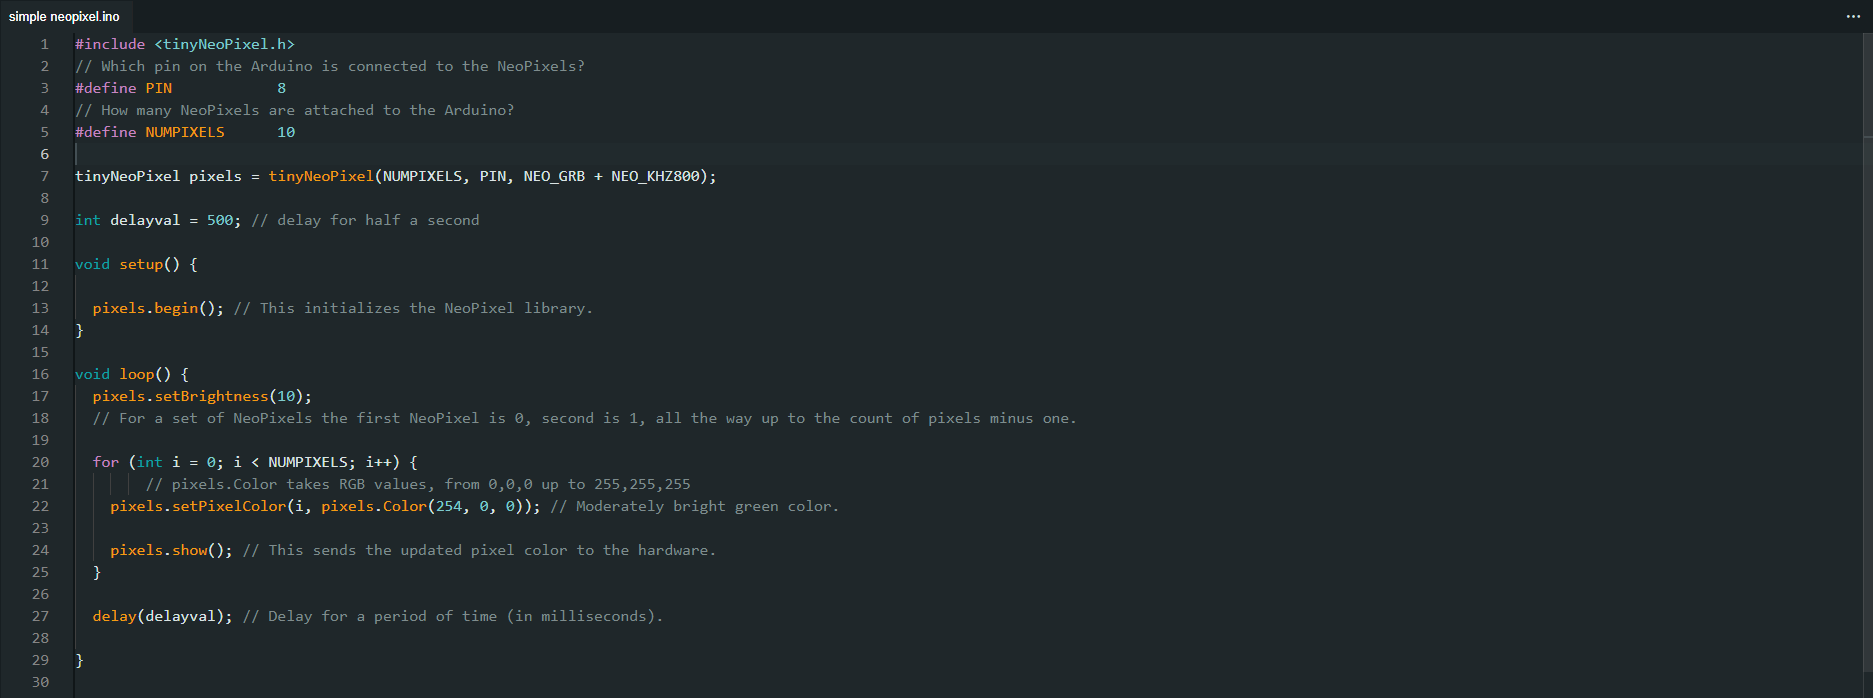 simple neopixel.ino
1 #include <tinyNeoPixel.h>
2 // Which pin on the Arduino is connected to the NeoPixels?
3 #define PIN            8
4 // How many NeoPixels are attached to the Arduino?
5 #define NUMPIXELS      10
6
7 tinyNeoPixel pixels = tinyNeoPixel(NUMPIXELS, PIN, NEO_GRB + NEO_KHZ800);
8
9 int delayval = 500; // delay for half a second
10
11 void setup() {
12
13   pixels.begin(); // This initializes the NeoPixel library.
14 }
15
16 void loop() {
17   pixels.setBrightness(10);
18   // For a set of NeoPixels the first NeoPixel is 0, second is 1, all the way up to the count of pixels minus one.
19
20   for (int i = 0; i < NUMPIXELS; i++) {
21         // pixels.Color takes RGB values, from 0,0,0 up to 255,255,255
22     pixels.setPixelColor(i, pixels.Color(254, 0, 0)); // Moderately bright green color.
23
24     pixels.show(); // This sends the updated pixel color to the hardware.
25   }
26
27   delay(delayval); // Delay for a period of time (in milliseconds).
28
29 }
30